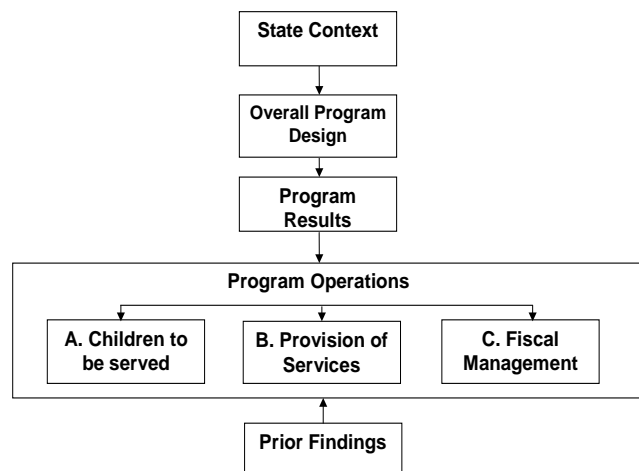 State Context
Overall Program
Design
Program
Results
Program Operations
A. Children to
be served
B. Provision of
Services
C. Fiscal
Management
Prior Findings